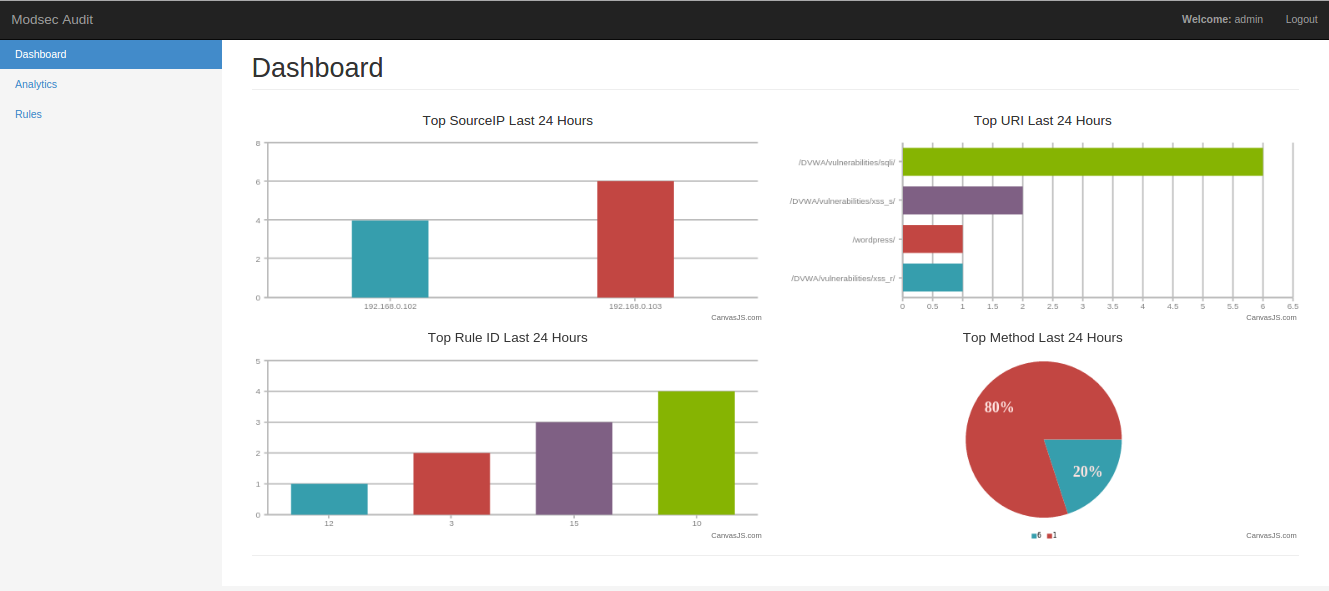 Modsec Audit
Welcome: admin
Logout
Dashboard
Analytics
Rules
Dashboard
Top SourceIP Last 24 Hours
8
6
4
2
0
192.168.0.102
192.168.0.103
CanvasJS.com
Top URI Last 24 Hours
/DVWA/vulnerabilities/sqli/
/DVWA/vulnerabilities/xss_s/
/wordpress/
/DVWA/vulnerabilities/xss_r/
0 0.5 1 1.5 2 2.5 3 3.5 4 4.5 5 5.5 6 6.5
CanvasJS.com
Top Rule ID Last 24 Hours
5
4
3
2
1
0
12 3 15 10
CanvasJS.com
Top Method Last 24 Hours
80%
20%
6 1
CanvasJS.com